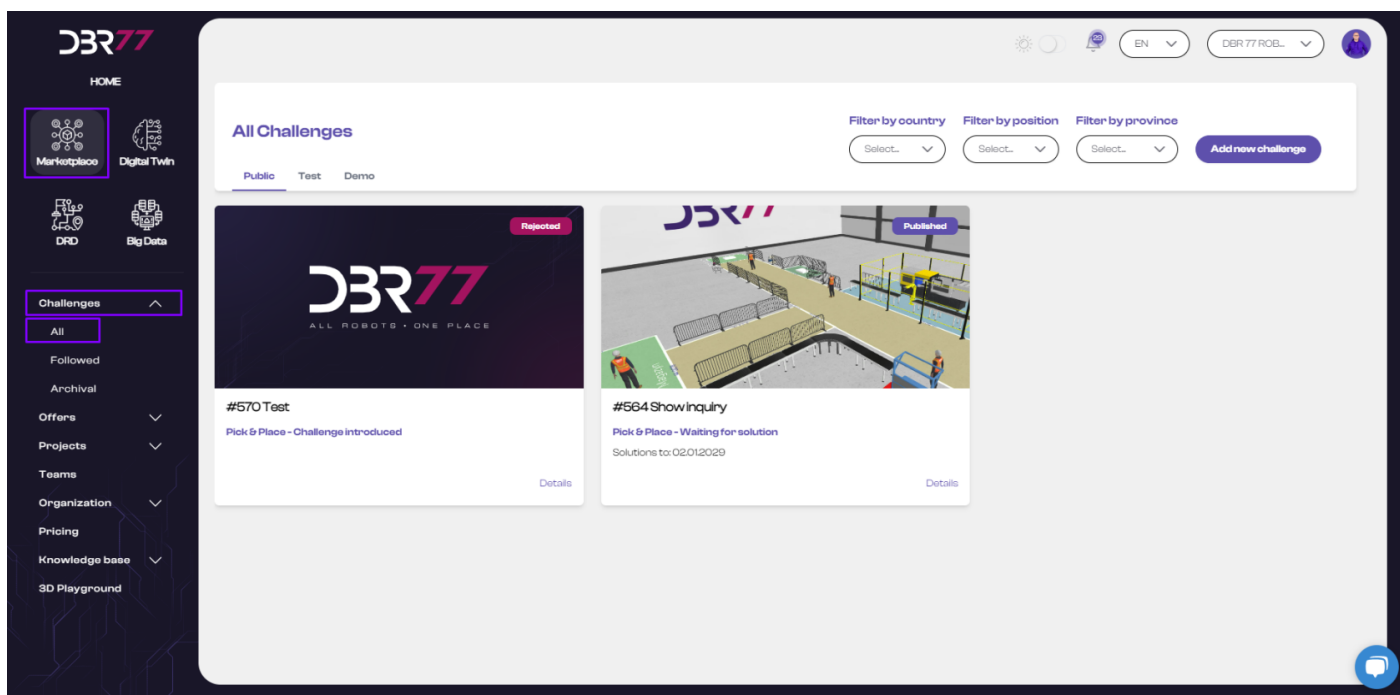 DBR77
HOME
Marketplace
Digital Twin
DRD
Big Data
Challenges
All
Followed
Archival
Offers
Projects
Teams
Organization
Pricing
Knowledge base
3D Playground
EN
DBR 77 ROB...
All Challenges
Filter by country
Filter by position
Filter by province
Select...
Select...
Select...
Add new challenge
Public
Test
Demo
Rejected
DBR77
ALL ROBOTS • ONE PLACE
#570 Test
Pick & Place - Challenge introduced
Details
DBR77
Published
#564 Show inquiry
Pick & Place - Waiting for solution
Solutions to: 02.01.2029
Details